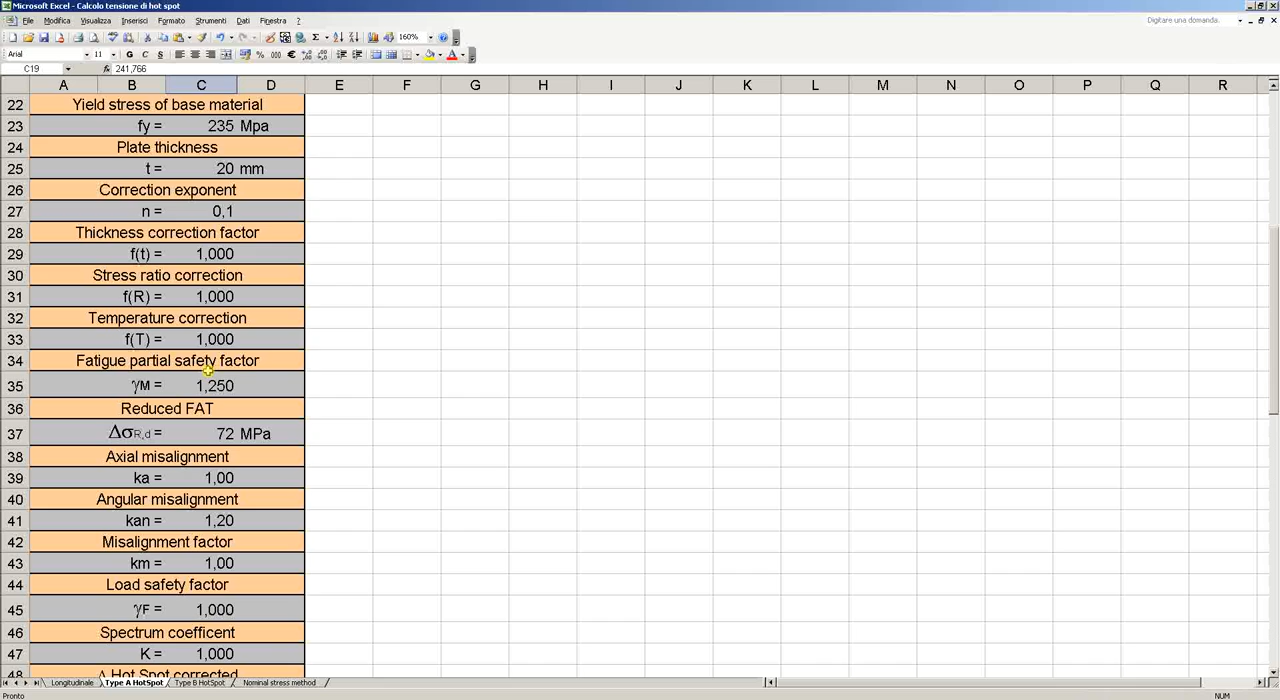 Microsoft Excel - Calcolo tensione di hot spot
File Modifica Visualizza Inserisci Formato Strumenti Dati Finestra ?
Digitare una domanda.
160%
Arial 11 G C S % 000 €
C19 fx 241,766
A B C D E F G H I J K L M N O P Q R
22 Yield stress of base material
23 fy = 235 Mpa
24 Plate thickness
25 t = 20 mm
26 Correction exponent
27 n = 0,1
28 Thickness correction factor
29 f(t) = 1,000
30 Stress ratio correction
31 f(R) = 1,000
32 Temperature correction
33 f(T) = 1,000
34 Fatigue partial safety factor
35 γM = 1,250
36 Reduced FAT
37 ΔσR,d = 72 MPa
38 Axial misalignment
39 ka = 1,00
40 Angular misalignment
41 kan = 1,20
42 Misalignment factor
43 km = 1,00
44 Load safety factor
45 γF = 1,000
46 Spectrum coefficent
47 K = 1,000
48 Δ Hot Spot corrected
Longitudinale Type A HotSpot Type B HotSpot Nominal stress method
Pronto NUM